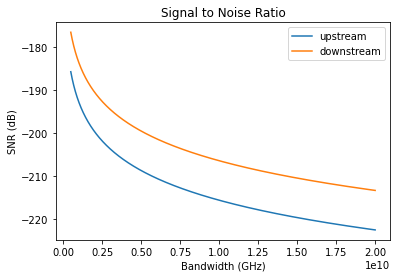 Signal to Noise Ratio
upstream
downstream
SNR (dB)
−180
−190
−200
−210
−220
0.00 0.25 0.50 0.75 1.00 1.25 1.50 1.75 2.00
1e10
Bandwidth (GHz)